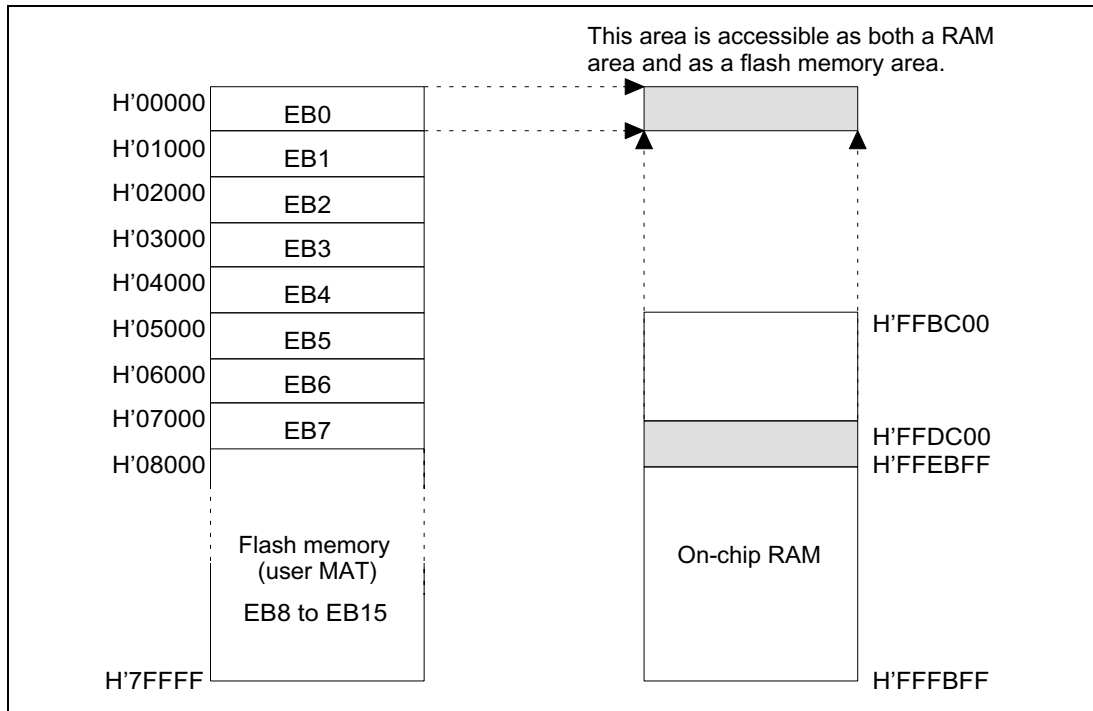 This area is accessible as both a RAM
area and as a flash memory area.
H’00000
EB0
H’01000
EB1
H’02000
EB2
H’03000
EB3
H’04000
EB4
H’05000
EB5
H’06000
EB6
H’07000
EB7
H’08000
Flash memory
(user MAT)
EB8 to EB15
H’7FFFF
H’FFBC00
H’FFDC00
H’FFEBFF
On-chip RAM
H’FFFBFF